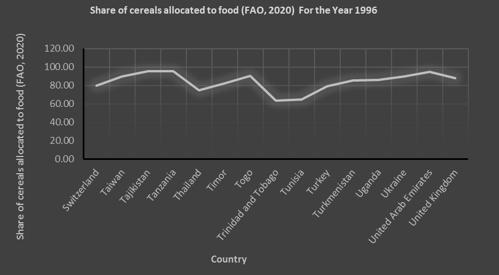 Share of cereals allocated to food (FAO, 2020) For the Year 1996
Share of cereals allocated to food (FAO, 2020)
120.00
100.00
80.00
60.00
40.00
20.00
0.00
Switzerland
Taiwan
Tajikistan
Tanzania
Thailand
Timor
Togo
Trinidad and Tobago
Tunisia
Turkey
Turkmenistan
Uganda
Ukraine
United Arab Emirates
United Kingdom
Country